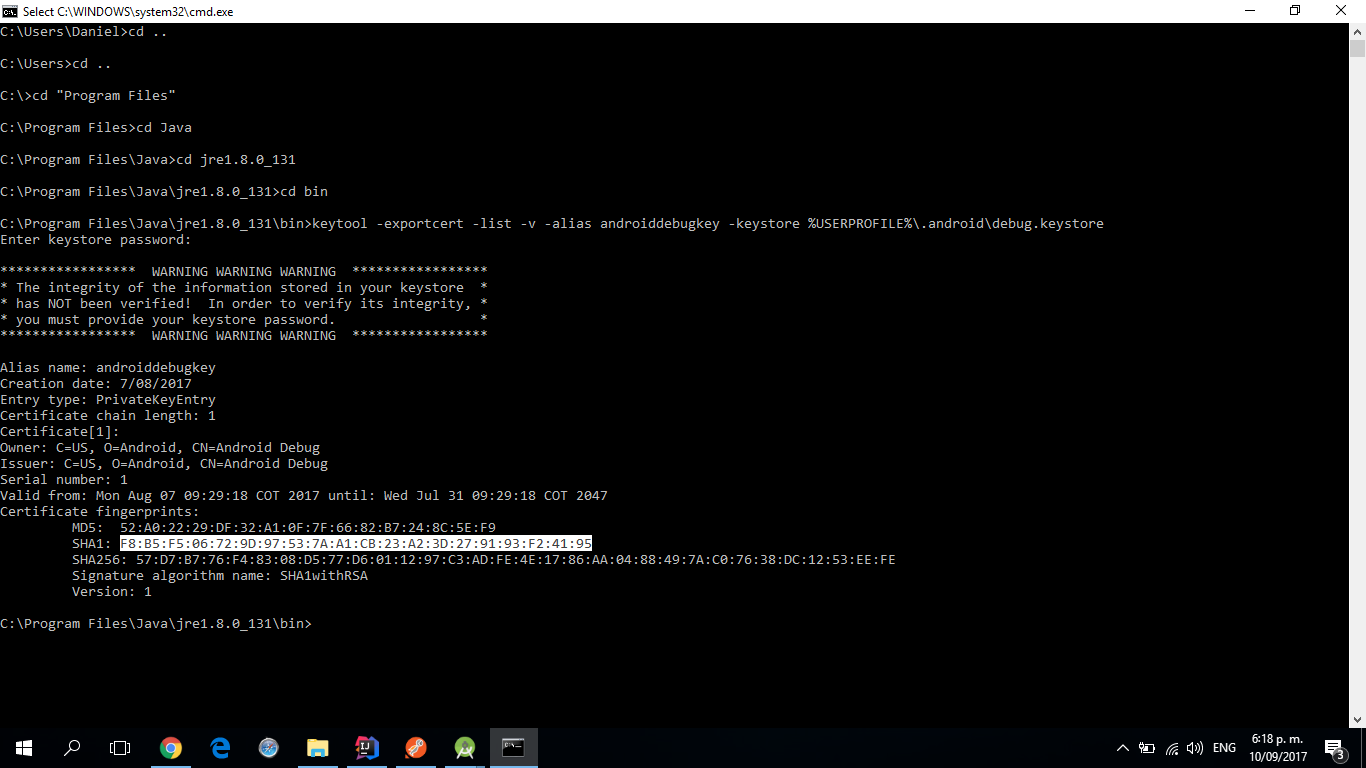 Select C:\WINDOWS\system32\cmd.exe
C:\Users\Daniel>cd ..
C:\Users>cd ..
C:\>cd "Program Files"
C:\Program Files>cd Java
C:\Program Files\Java>cd jre1.8.0_131
C:\Program Files\Java\jre1.8.0_131>cd bin
C:\Program Files\Java\jre1.8.0_131\bin>keytool -exportcert -list -v -alias androiddebugkey -keystore %USERPROFILE%\.android\debug.keystore
Enter keystore password:
***************** WARNING WARNING WARNING *****************
* The integrity of the information stored in your keystore *
* has NOT been verified! In order to verify its integrity, *
* you must provide your keystore password. *
***************** WARNING WARNING WARNING *****************
Alias name: androiddebugkey
Creation date: 7/08/2017
Entry type: PrivateKeyEntry
Certificate chain length: 1
Certificate[1]:
Owner: C=US, O=Android, CN=Android Debug
Issuer: C=US, O=Android, CN=Android Debug
Serial number: 1
Valid from: Mon Aug 07 09:29:18 COT 2017 until: Wed Jul 31 09:29:18 COT 2047
Certificate fingerprints:
MD5: 52:A0:22:29:DF:32:A1:0F:7F:66:82:B7:24:8C:5E:F9
SHA1: F8:B5:F5:06:72:9D:97:53:7A:A1:CB:23:A2:3D:27:91:93:F2:41:95
SHA256: 57:D7:B7:76:F4:83:08:D5:77:D6:01:12:97:C3:AD:FE:4E:17:86:AA:04:88:49:7A:C0:76:38:DC:12:53:EE:FE
Signature algorithm name: SHA1withRSA
Version: 1
C:\Program Files\Java\jre1.8.0_131\bin>
ENG
6:18 p. m.
10/09/2017
3